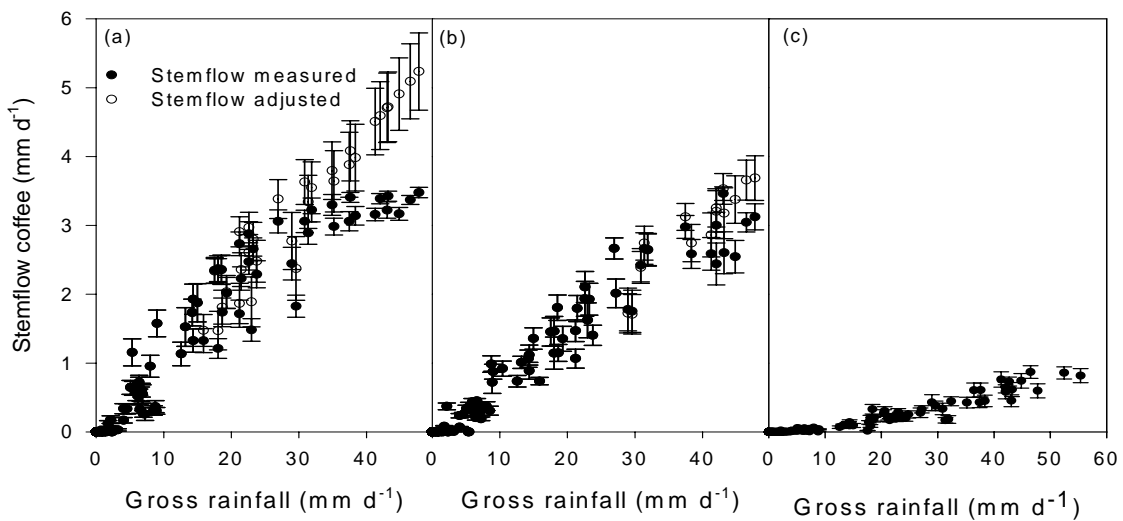 (a) (b) (c)
Stemflow measured
Stemflow adjusted
Stemflow coffee (mm d⁻¹)
6
5
4
3
2
1
0
0 10 20 30 40 0 10 20 30 40 0 10 20 30 40 50 60
Gross rainfall (mm d⁻¹) Gross rainfall (mm d⁻¹) Gross rainfall (mm d⁻¹)